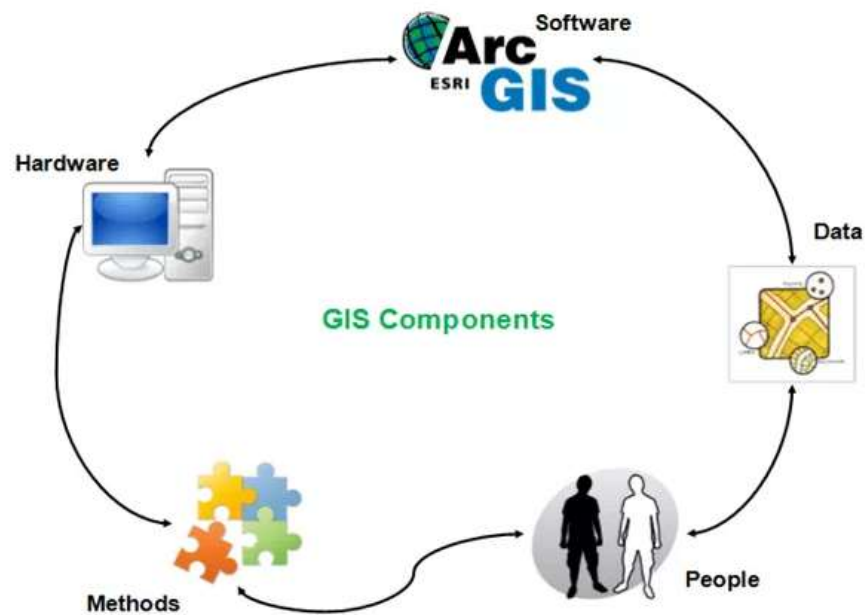 Software
Arc
ESRI GIS
Hardware
Data
GIS Components
People
Methods